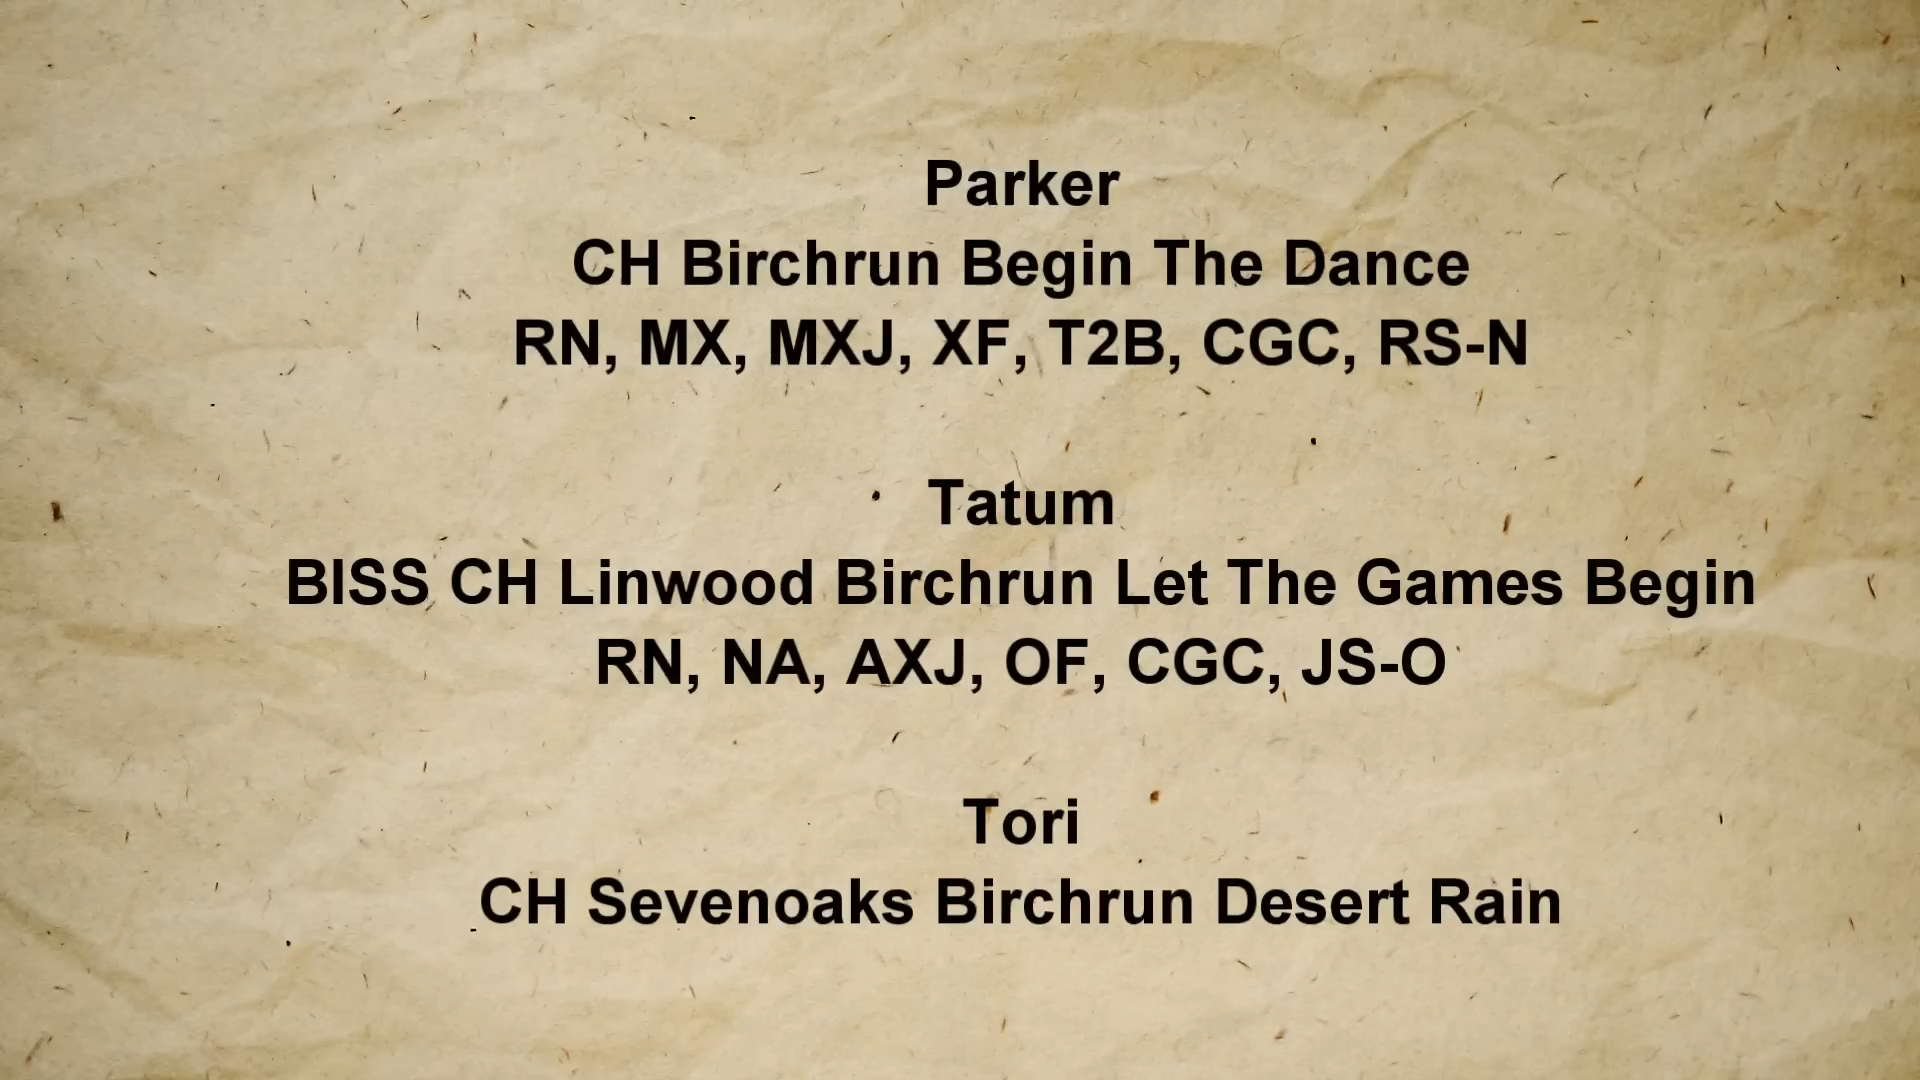 Parker
CH Birchrun Begin The Dance
RN, MX, MXJ, XF, T2B, CGC, RS-N
Tatum
BISS CH Linwood Birchrun Let The Games Begin
RN, NA, AXJ, OF, CGC, JS-O
Tori
CH Sevenoaks Birchrun Desert Rain